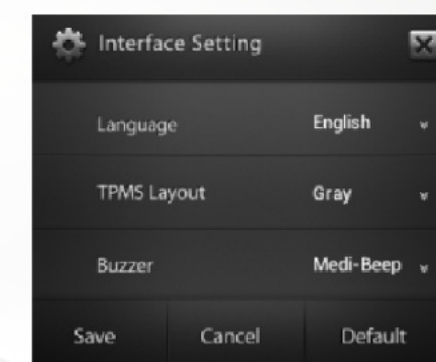 Interface Setting
Language English
TPMS Layout Gray
Buzzer Medi-Beep
Save Cancel Default